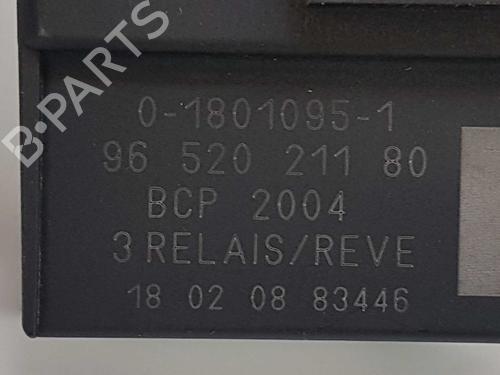 0-1801095-1
96 520 211 80
BCP 2004
3 RELAIS/REVE
18 02 08 83446
B-PARTS